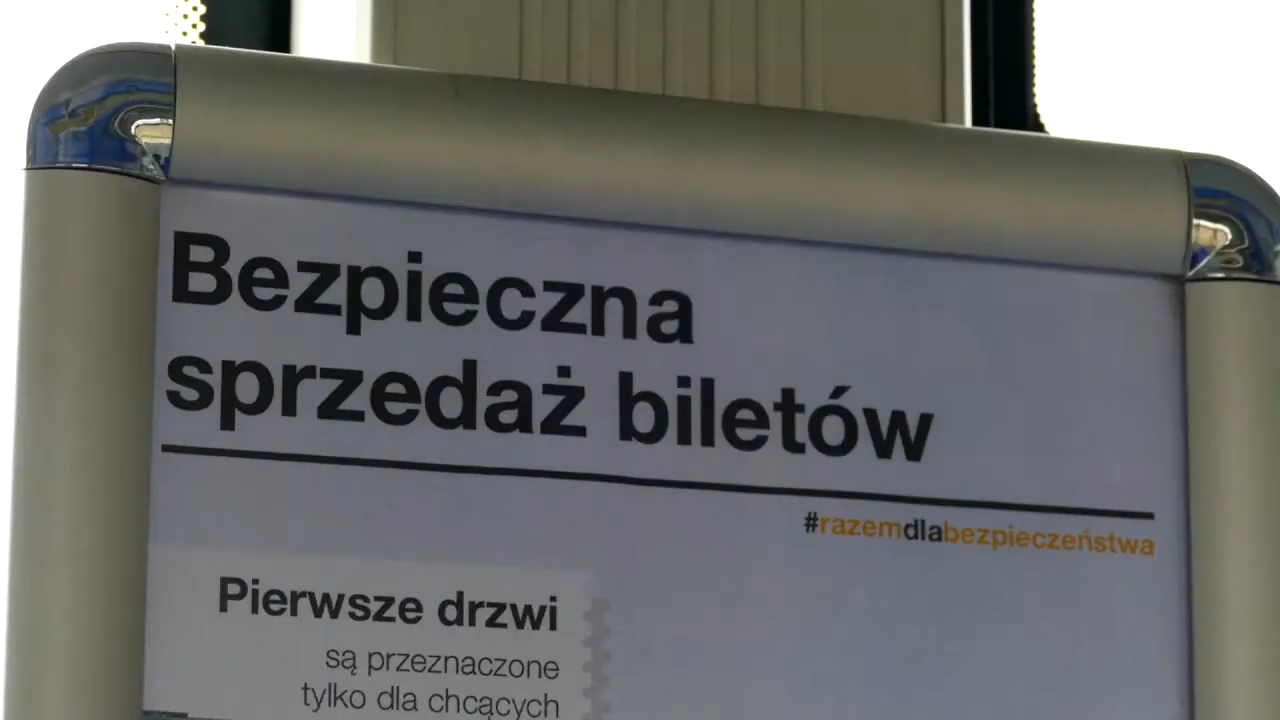 Bezpieczna
sprzedaż biletów
#razemdlabezpieczeństwa
Pierwsze drzwi
są przeznaczone
tylko dla chcących